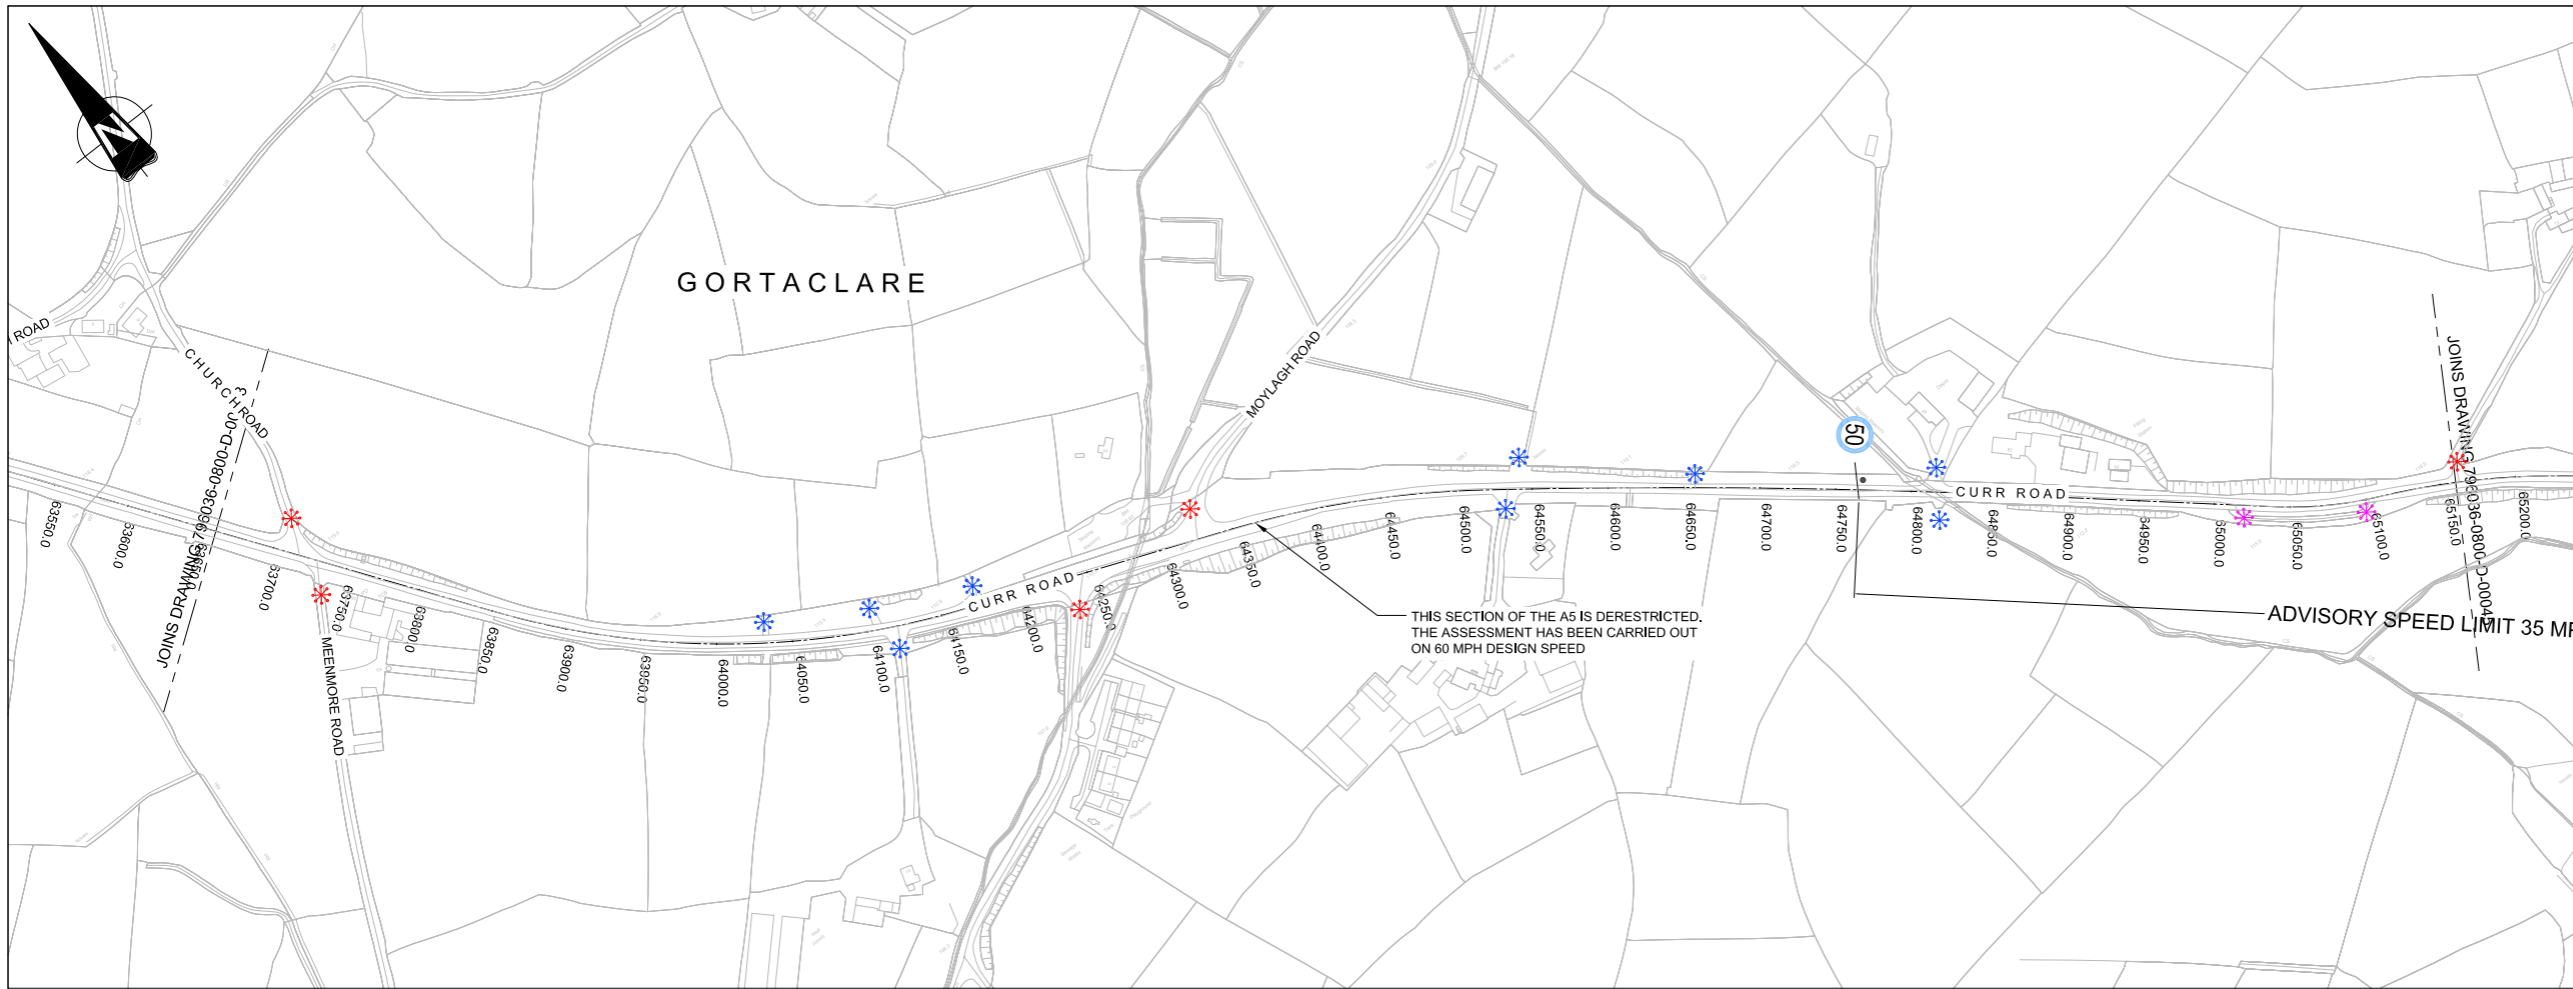 GORTACLARE
ROAD
CHURCH ROAD
JOINS DRAWING 796036-0800-D-00
3
MOYLAGH ROAD
50
JOINS DRAWING 796036-0800-D-00045
CURR ROAD
CURR ROAD
MEENMORE ROAD
63550.0
63600.0
63650.0
63700.0
63750.0
63800.0
63850.0
63900.0
63950.0
64000.0
64050.0
64100.0
64150.0
64200.0
64250.0
64300.0
64350.0
64400.0
64450.0
64500.0
64550.0
64600.0
64650.0
64700.0
64750.0
64800.0
64850.0
64900.0
64950.0
65000.0
65050.0
65100.0
65150.0
65200.0
THIS SECTION OF THE A5 IS DERESTRICTED.
THE ASSESSMENT HAS BEEN CARRIED OUT
ON 60 MPH DESIGN SPEED
ADVISORY SPEED LIMIT 35 MP